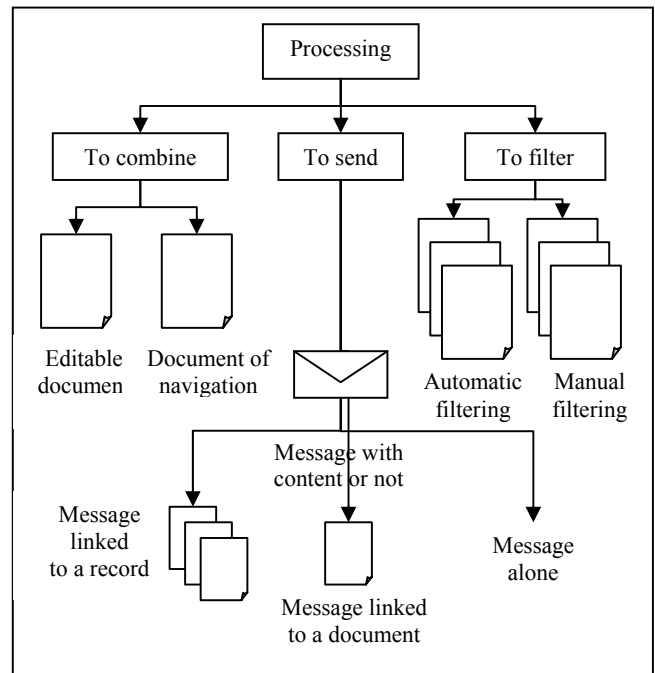 Processing
To combine
To send
To filter
Editable
documen
Document of
navigation
Automatic
filtering
Manual
filtering
Message with
content or not
Message
linked
to a record
Message linked
to a document
Message
alone